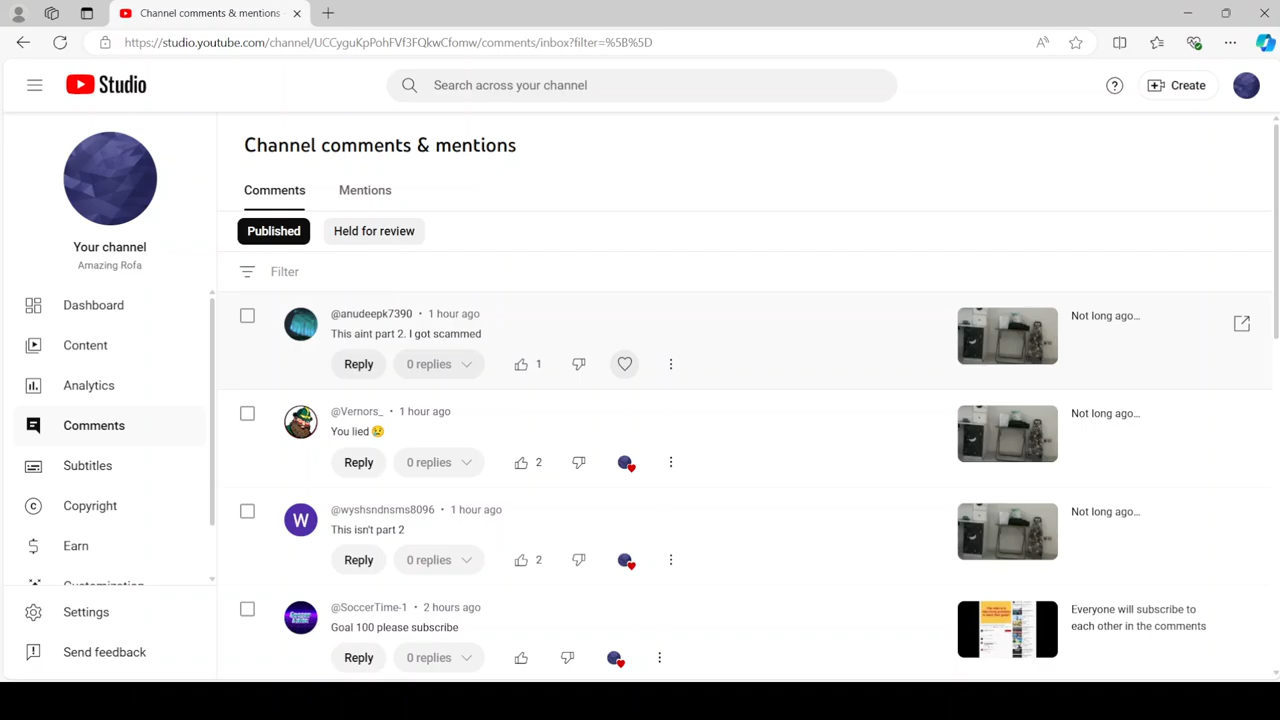 Channel comments & mentions -
https://studio.youtube.com/channel/UCCyguKpPohFVf3FQkwCfomw/comments/inbox?filter=%5B%5D
Studio
Search across your channel
Create
Your channel
Amazing Rofa
Dashboard
Content
Analytics
Comments
Subtitles
Copyright
Earn
Customization
Settings
Send feedback
Channel comments & mentions
Comments Mentions
Published Held for review
Filter
@anudeepk7390 • 1 hour ago
This aint part 2. I got scammed
Reply 0 replies 1
Not long ago…
@Vernors_ • 1 hour ago
You lied 😢
Reply 0 replies 2
Not long ago…
W
@wyshsndnsms8096 • 1 hour ago
This isn't part 2
Reply 0 replies 2
Not long ago…
@SoccerTime-1 • 2 hours ago
Goal 100 please subscribe
Reply 0 replies
Everyone will subscribe to
each other in the comments